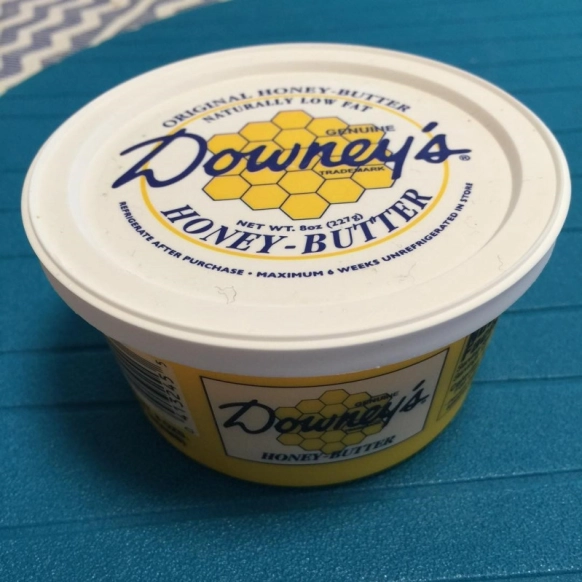 ORIGINAL HONEY-BUTTER
NATURALLY LOW FAT
GENUINE
Downey's®
TRADEMARK
NET WT. 8oz (227g)
HONEY-BUTTER
REFRIGERATE AFTER PURCHASE • MAXIMUM 6 WEEKS UNREFRIGERATED IN STORE
Downey's
HONEY-BUTTER